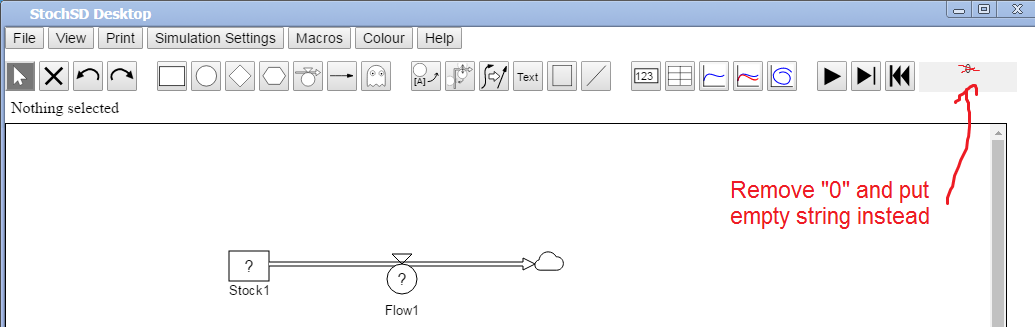 StochSD Desktop
File View Print Simulation Settings Macros Colour Help
[A] Text 123 0
Nothing selected
Remove "0" and put
empty string instead
? ?
Stock1
Flow1